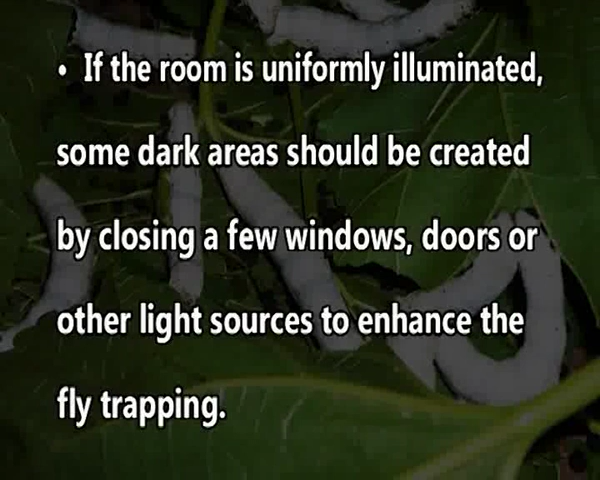 • If the room is uniformly illuminated,
some dark areas should be created
by closing a few windows, doors or
other light sources to enhance the
fly trapping.